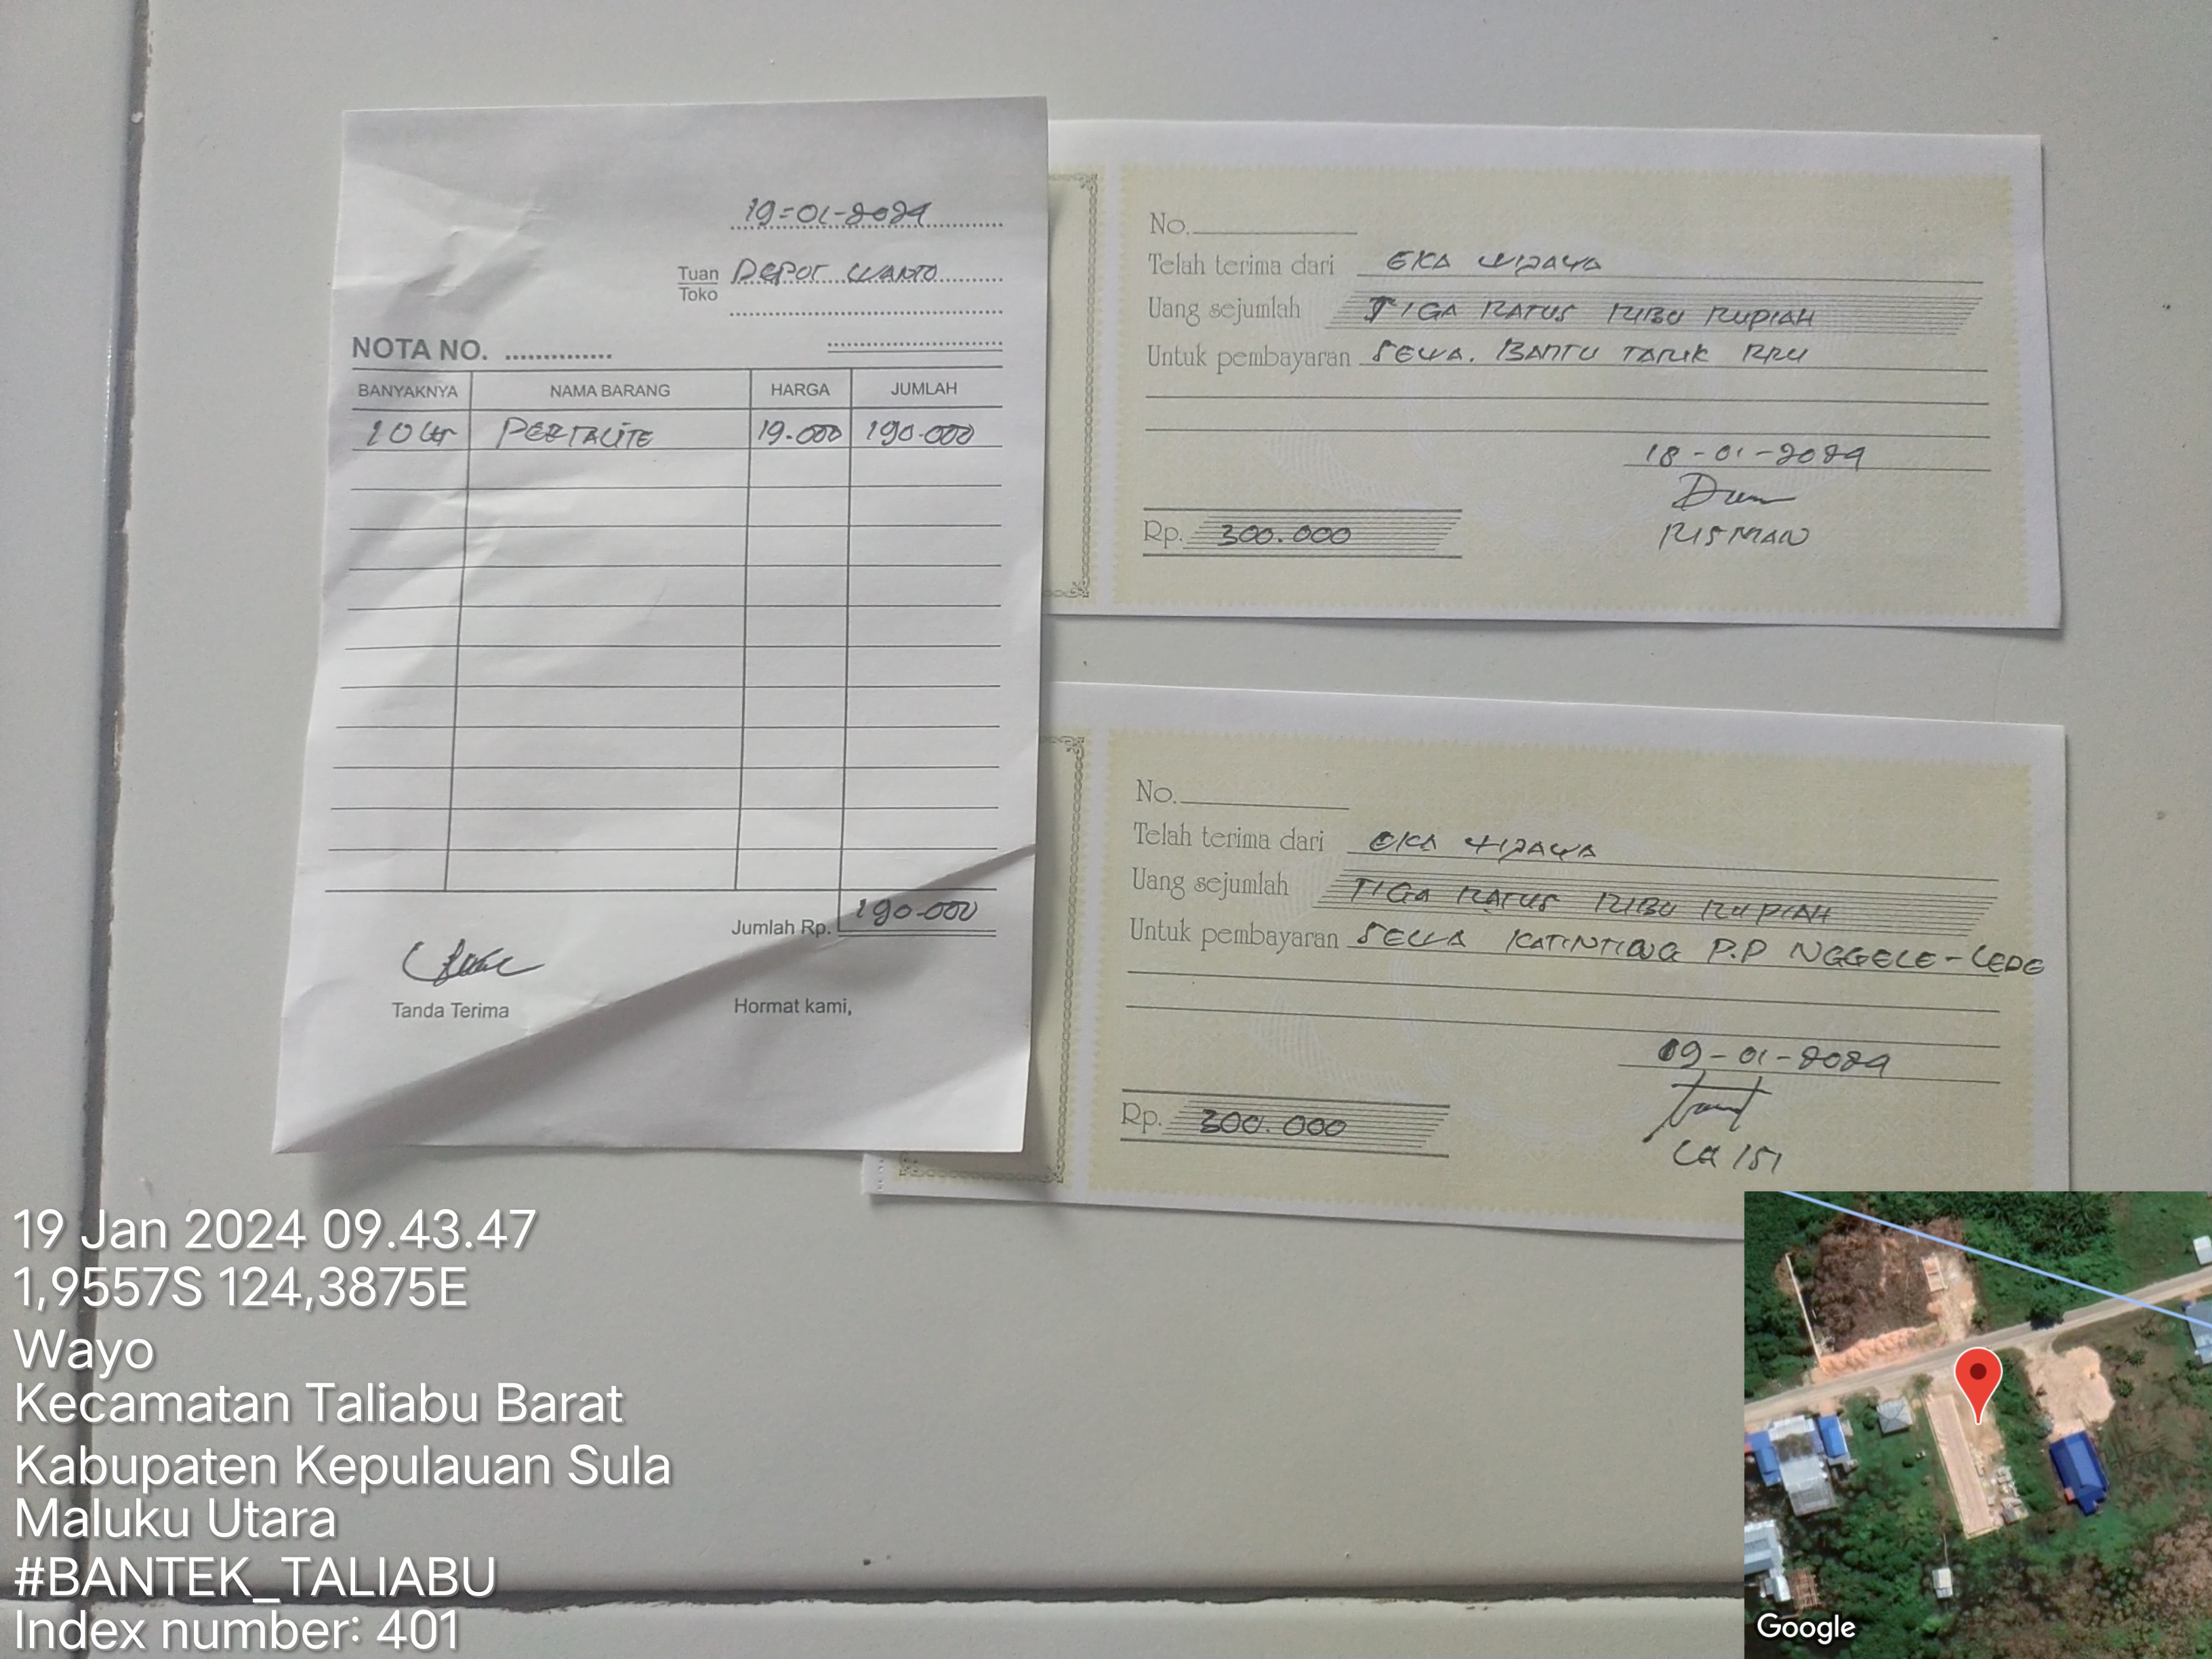 19-01-2024
Tuan
Toko
DEPOT WANTO
NOTA NO.
BANYAKNYA NAMA BARANG HARGA JUMLAH
10 Ltr PERTALITE 19.000 190.000
Jumlah Rp. 190.000
Tanda Terima Hormat kami,
No.
Telah terima dari EKA WIJAYA
Uang sejumlah TIGA RATUS RIBU RUPIAH
Untuk pembayaran SEWA. BANTU TARIK RRU
18-01-2024
Rp. 300.000
RISMAN
No.
Telah terima dari EKA WIJAYA
Uang sejumlah TIGA RATUS RIBU RUPIAH
Untuk pembayaran SEWA KATINTING P.P NGGELE-LEDE
09-01-2024
Rp. 300.000
19 Jan 2024 09.43.47
1,9557S 124,3875E
Wayo
Kecamatan Taliabu Barat
Kabupaten Kepulauan Sula
Maluku Utara
#BANTEK_TALIABU
Index number: 401
Google